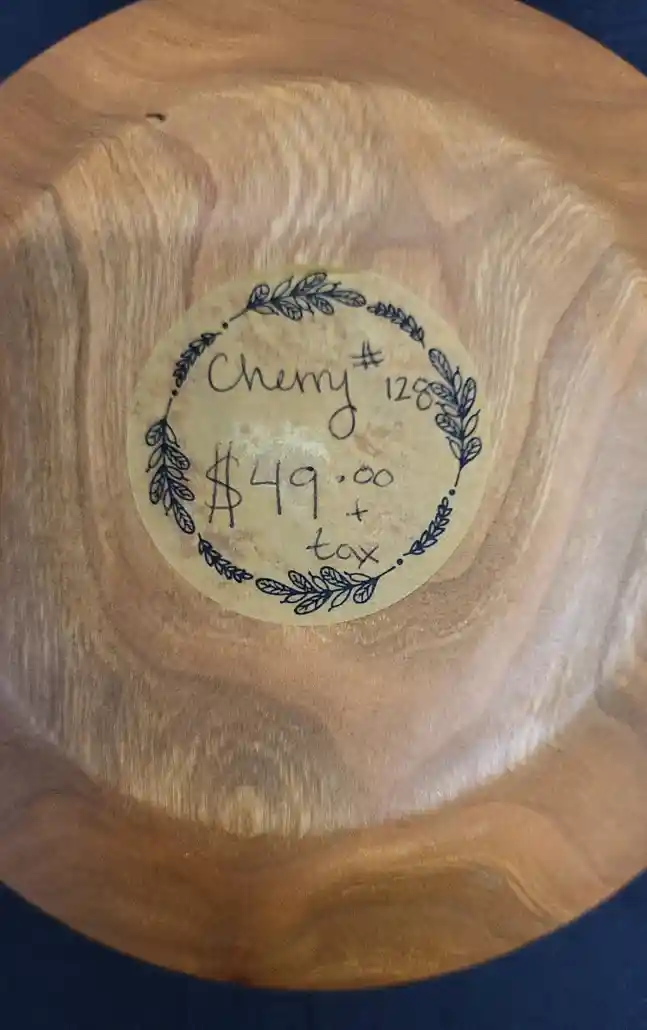 Cherry # 128
$49.00
+
tax